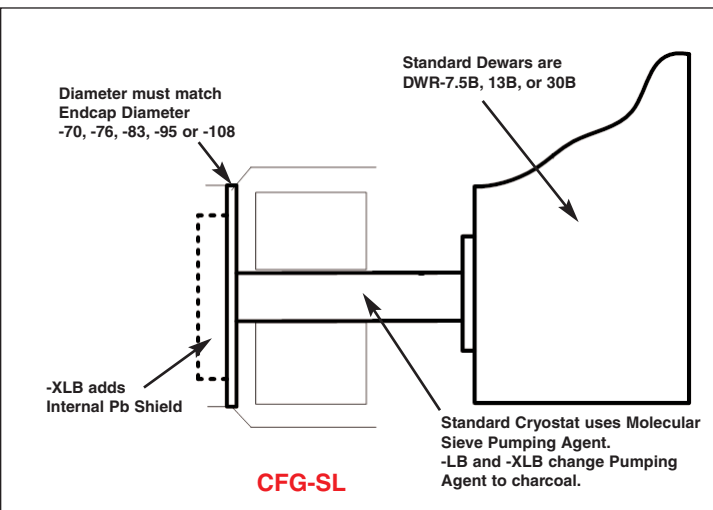 Diameter must match
Endcap Diameter
-70, -76, -83, -95 or -108
Standard Dewars are
DWR-7.5B, 13B, or 30B
-XLB adds
Internal Pb Shield
Standard Cryostat uses Molecular
Sieve Pumping Agent.
-LB and -XLB change Pumping
Agent to charcoal.
CFG-SL